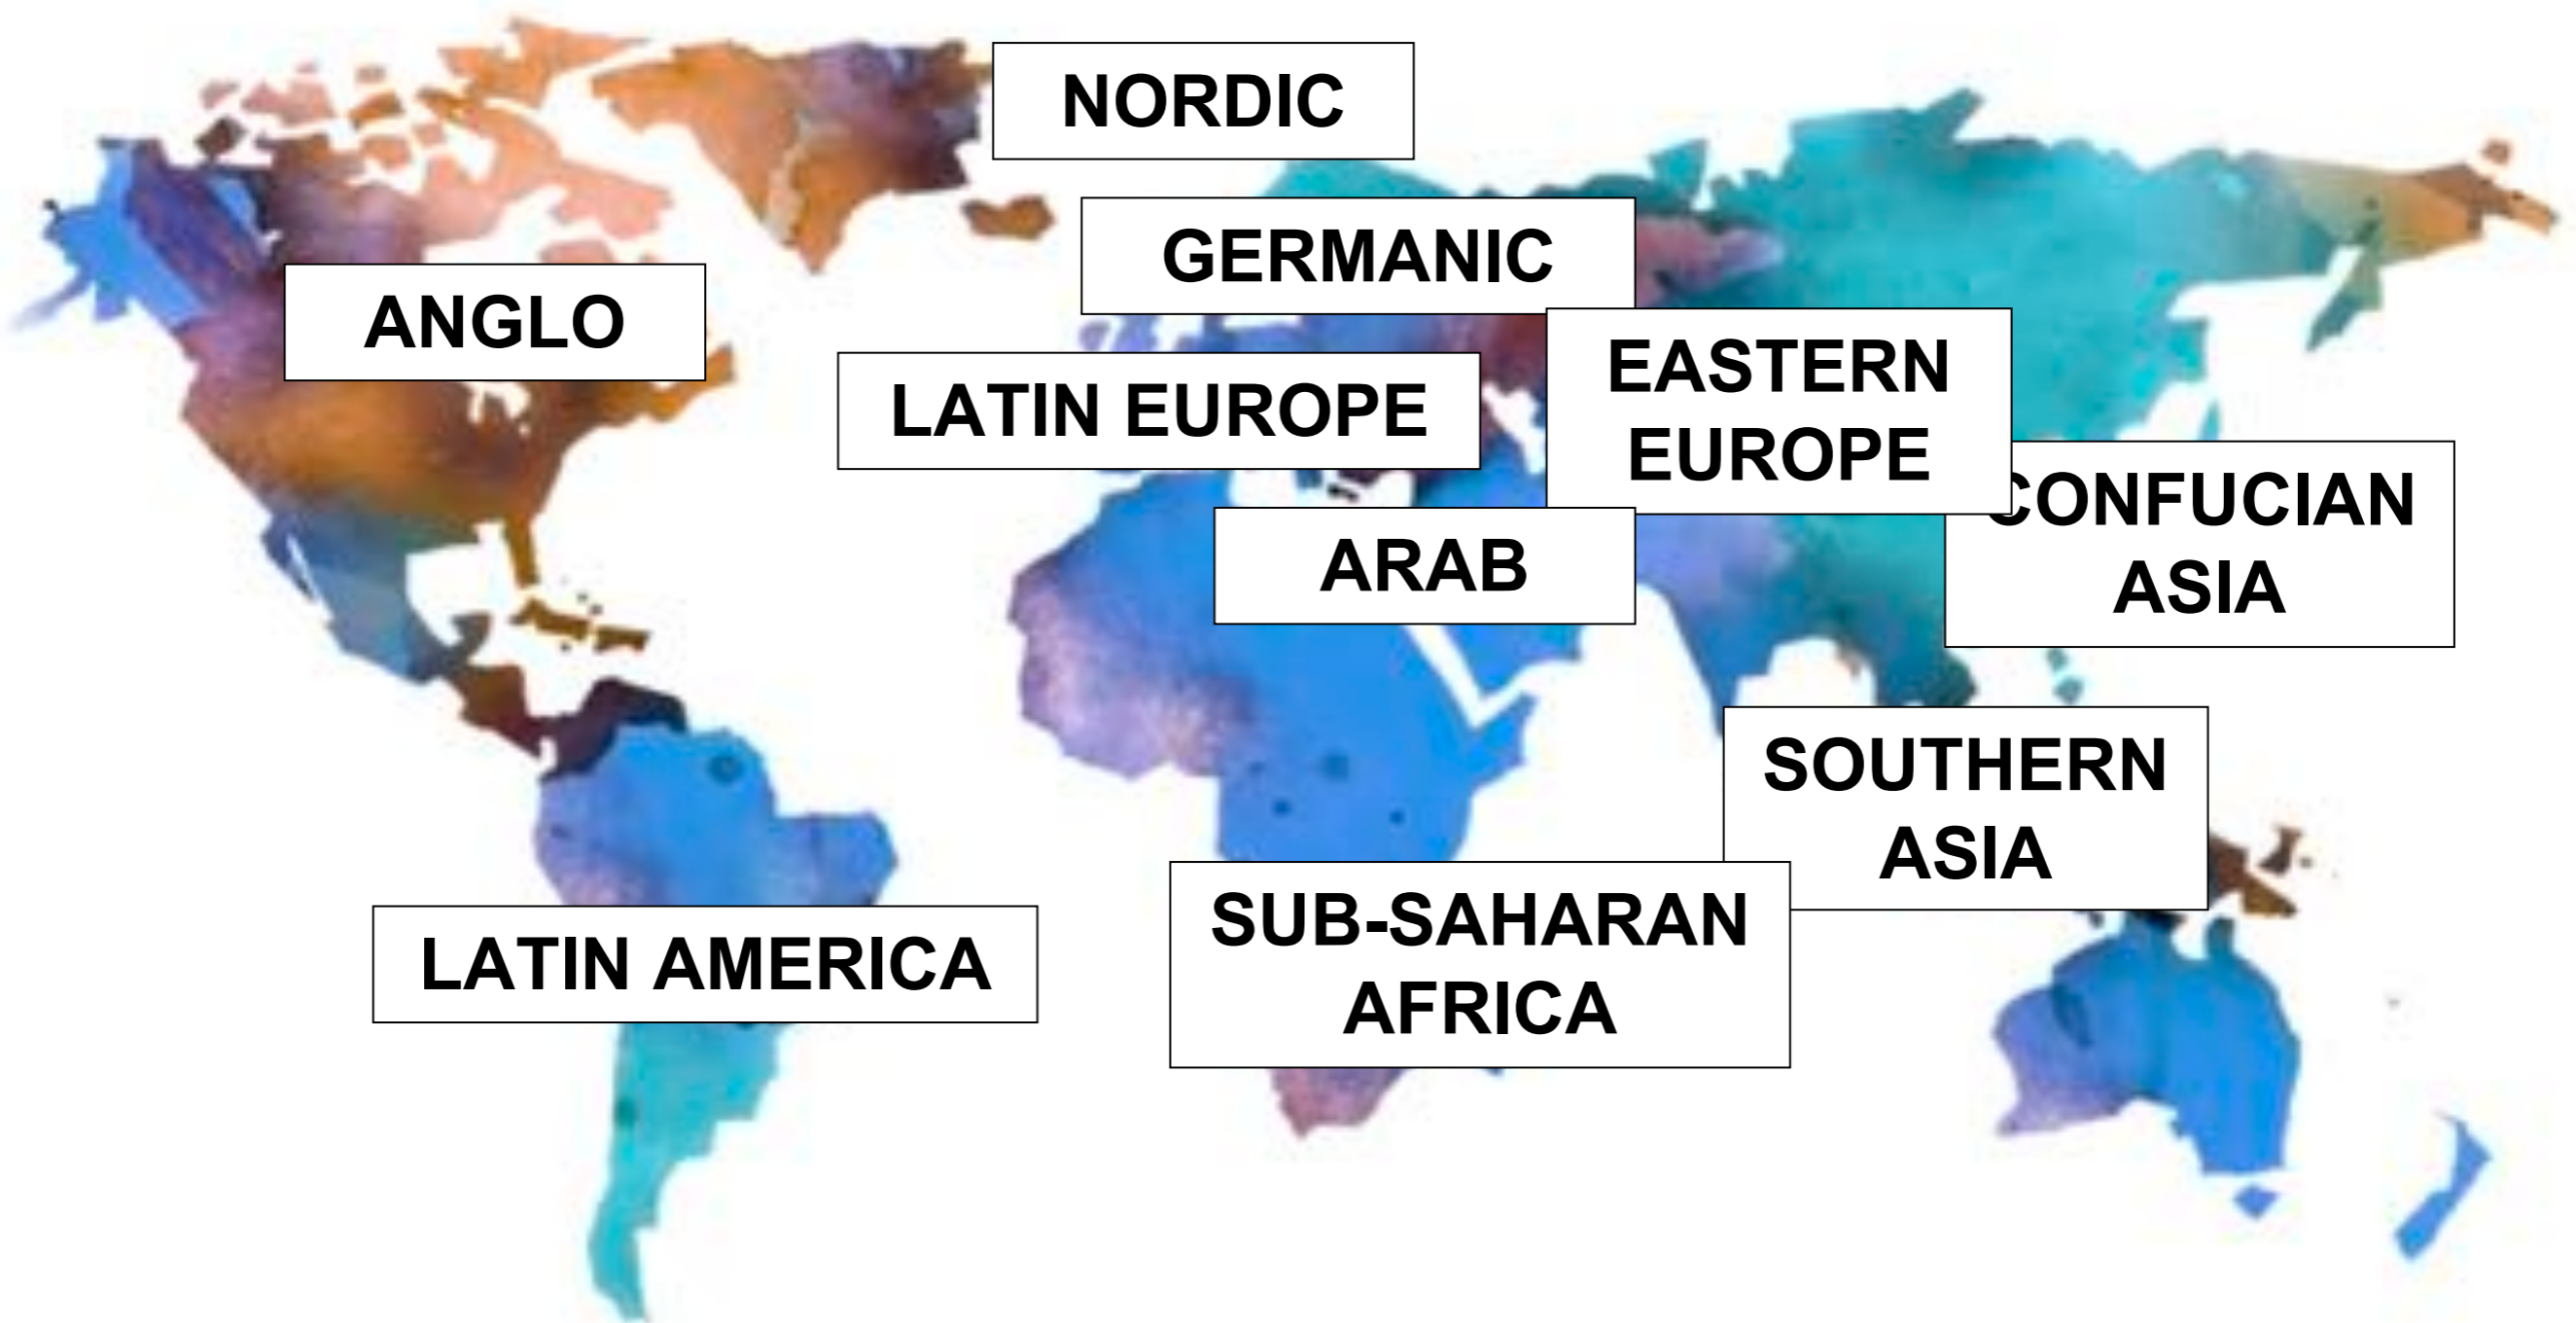 NORDIC
GERMANIC
ANGLO
LATIN EUROPE
EASTERN
EUROPE
CONFUCIAN
ASIA
ARAB
SOUTHERN
ASIA
SUB-SAHARAN
AFRICA
LATIN AMERICA